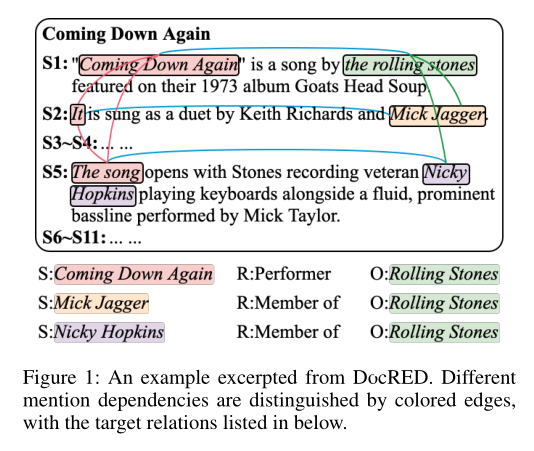 Coming Down Again
S1: "Coming Down Again" is a song by the rolling stones
featured on their 1973 album Goats Head Soup.
S2: It is sung as a duet by Keith Richards and Mick Jagger.
S3~S4: ... ...
S5: The song opens with Stones recording veteran Nicky
Hopkins playing keyboards alongside a fluid, prominent
bassline performed by Mick Taylor.
S6~S11: ... ...
S:Coming Down Again R:Performer O:Rolling Stones
S:Mick Jagger R:Member of O:Rolling Stones
S:Nicky Hopkins R:Member of O:Rolling Stones
Figure 1: An example excerpted from DocRED. Different
mention dependencies are distinguished by colored edges,
with the target relations listed in below.